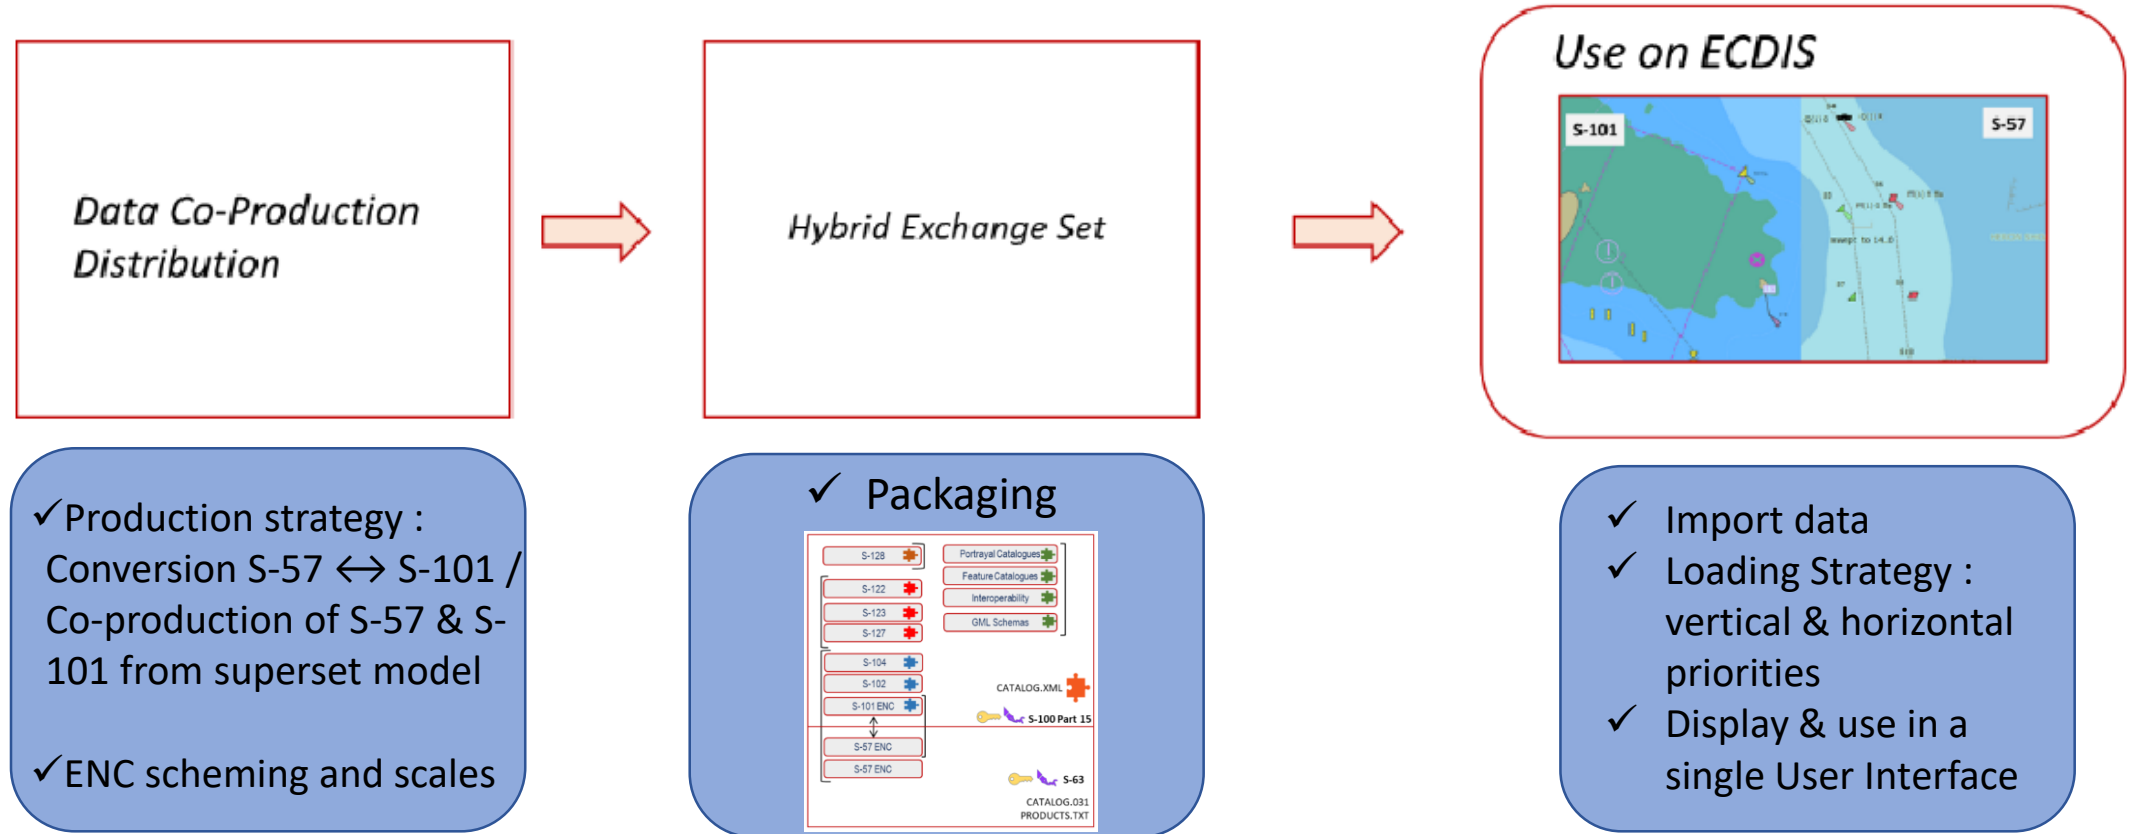 Data Co-Production
Distribution
Hybrid Exchange Set
Use on ECDIS
S-101
S-57
✓Production strategy :
Conversion S-57 ↔ S-101 /
Co-production of S-57 & S-
101 from superset model
✓ENC scheming and scales
✓ Packaging
S-128
S-122
S-123
S-127
S-104
S-102
S-101 ENC
S-57 ENC
S-57 ENC
Portrayal Catalogues
Feature Catalogues
Interoperability
GML Schemas
CATALOG.XML
S-100 Part 15
S-63
CATALOG.031
PRODUCTS.TXT
✓ Import data
✓ Loading Strategy :
vertical & horizontal
priorities
✓ Display & use in a
single User Interface